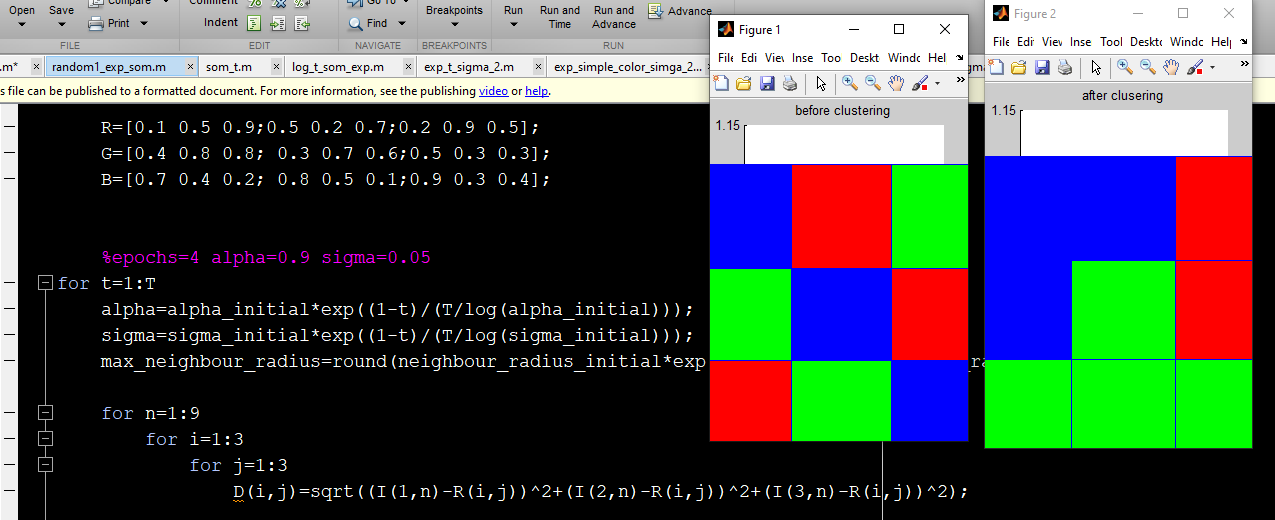 Open Save Compare Print Comment Indent Go To Find Breakpoints Run Run and Time Run and Advance Advance
FILE EDIT NAVIGATE BREAKPOINTS RUN
.m* × random1_exp_som.m × som_t.m × log_t_som_exp.m × exp_t_sigma_2.m × exp_simple_color_simga_2...
s file can be published to a formatted document. For more information, see the publishing video or help.
R=[0.1 0.5 0.9;0.5 0.2 0.7;0.2 0.9 0.5];
G=[0.4 0.8 0.8; 0.3 0.7 0.6;0.5 0.3 0.3];
B=[0.7 0.4 0.2; 0.8 0.5 0.1;0.9 0.3 0.4];
%epochs=4 alpha=0.9 sigma=0.05
for t=1:T
alpha=alpha_initial*exp((1-t)/(T/log(alpha_initial)));
sigma=sigma_initial*exp((1-t)/(T/log(sigma_initial)));
max_neighbour_radius=round(neighbour_radius_initial*exp
for n=1:9
for i=1:3
for j=1:3
D(i,j)=sqrt((I(1,n)-R(i,j))^2+(I(2,n)-R(i,j))^2+(I(3,n)-R(i,j))^2);
Figure 1
File Edi Viev Inse Tool Deskt Windc Hel
before clustering
1.15
Figure 2
File Edi Viev Inse Tool Deskto Windc Help
after clusering
1.15